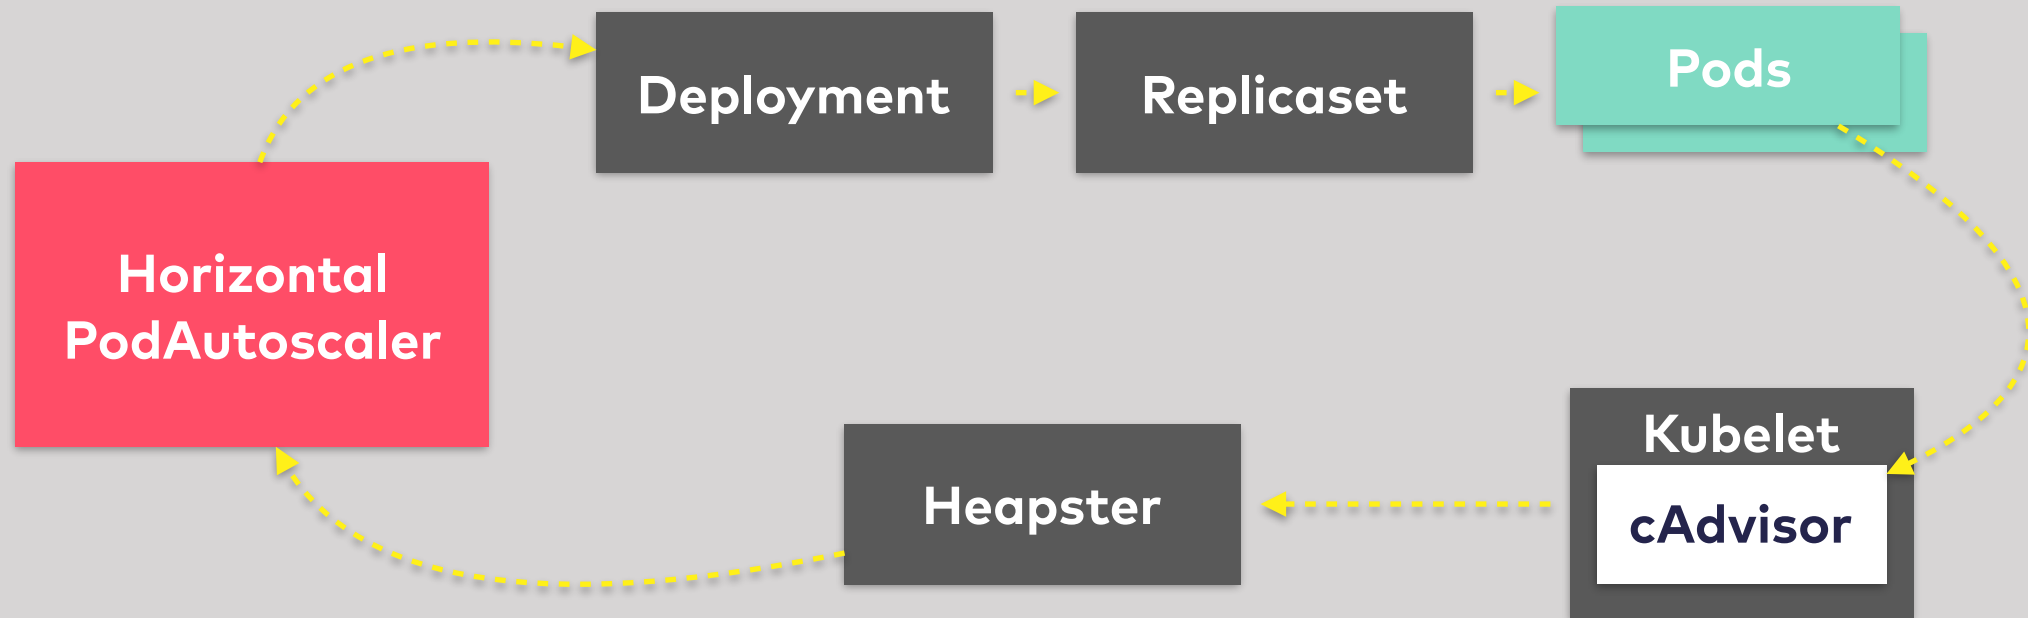 Deployment
Replicaset
Pods
Horizontal
PodAutoscaler
Kubelet
Heapster
cAdvisor